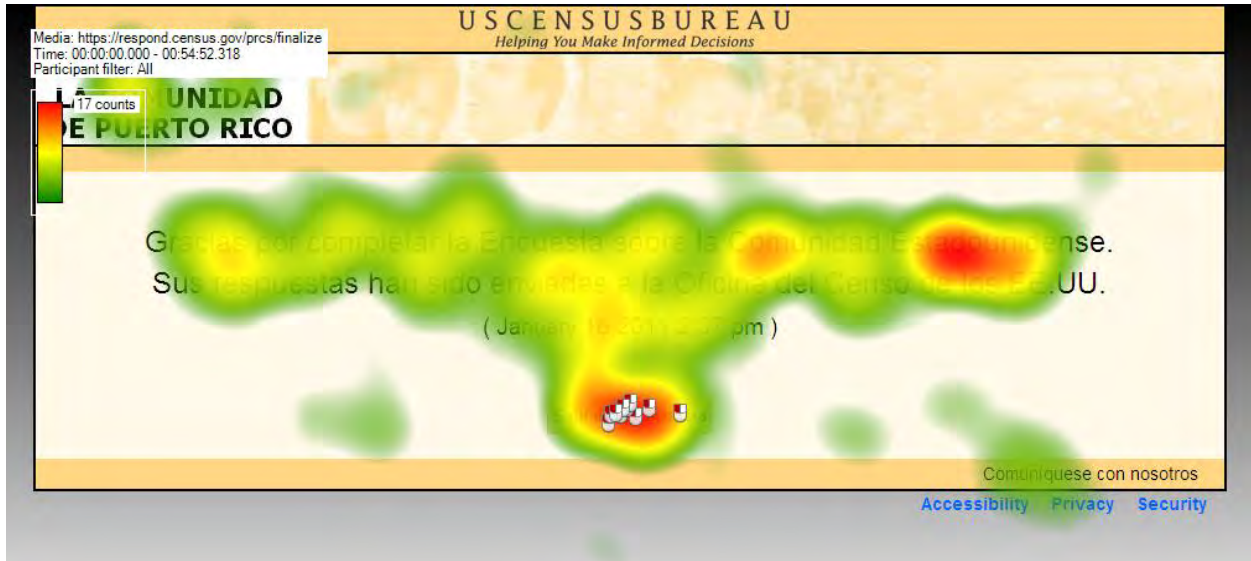 USCENSUSBUREAU
Helping You Make Informed Decisions
Media: https://respond.census.gov/prcs/finalize
Time: 00:00:00.000 - 00:54:52.318
Participant filter: All
17 counts
LA UNIDAD
DE PUERTO RICO
Gracias por completar la Encuesta sobre la Comunidad Estadounidense.
Sus respuestas han sido enviadas a la Oficina del Censo de los EE.UU.
( January pm )
Comuníquese con nosotros
Accessibility Privacy Security